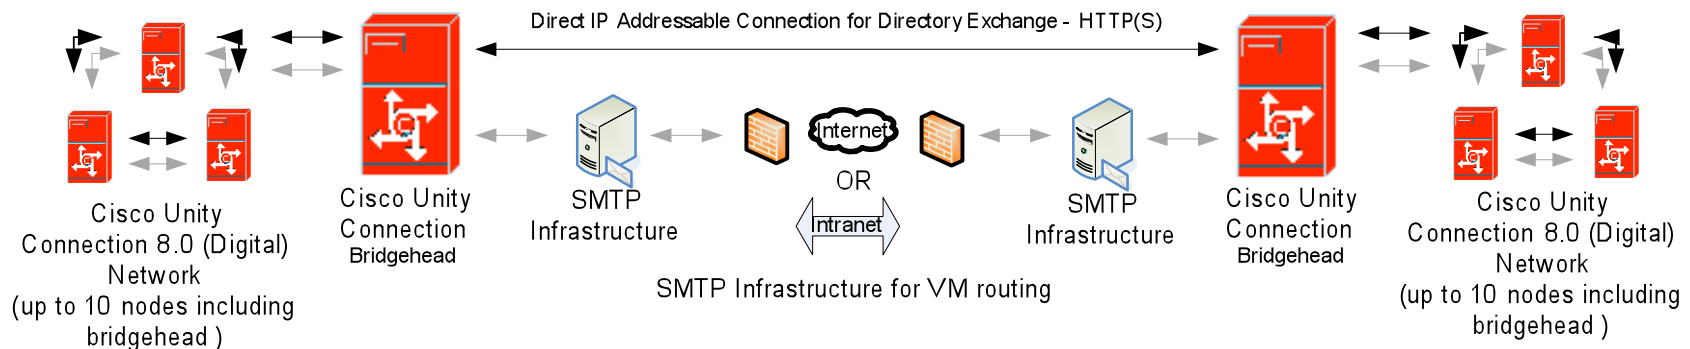 Direct IP Addressable Connection for Directory Exchange - HTTP(S)
Cisco Unity
Connection 8.0 (Digital)
Network
(up to 10 nodes including
bridgehead )
Cisco Unity
Connection
Bridgehead
SMTP
Infrastructure
Internet
OR
Intranet
SMTP Infrastructure for VM routing
SMTP
Infrastructure
Cisco Unity
Connection
Bridgehead
Cisco Unity
Connection 8.0 (Digital)
Network
(up to 10 nodes including
bridgehead )